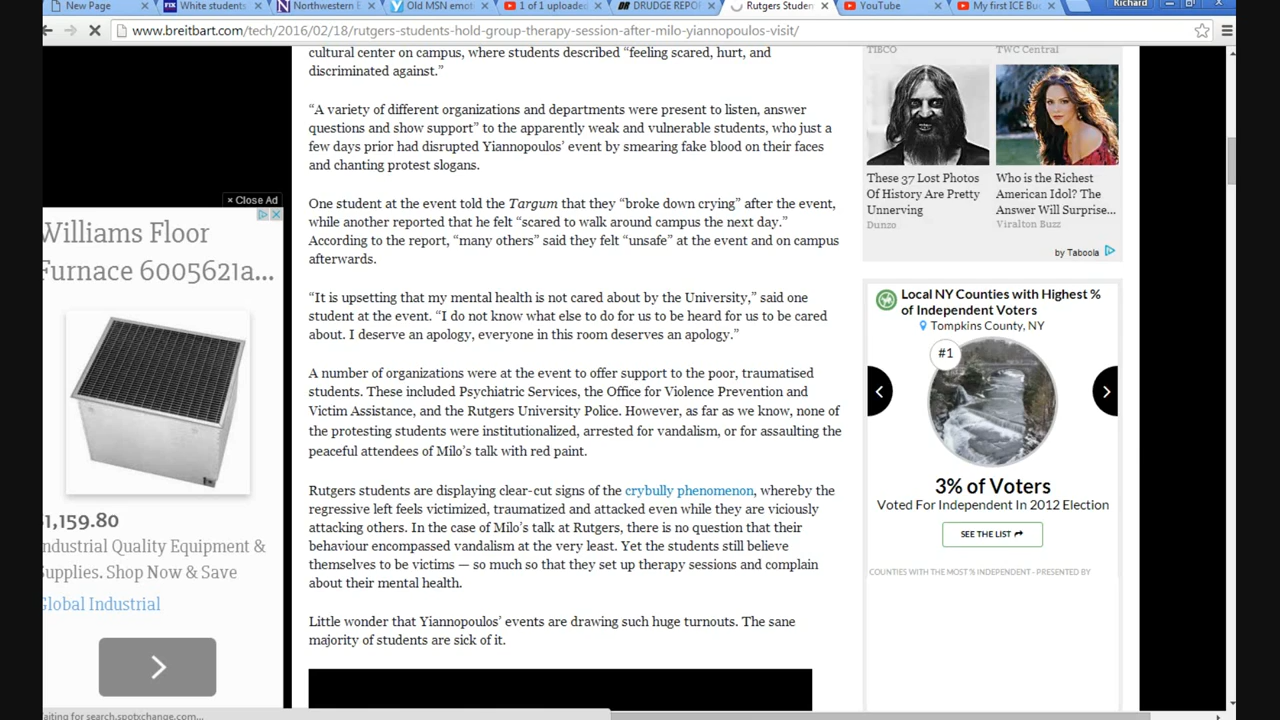 New Page
White students
Northwestern E
Old MSN emoti
1 of 1 uploaded
DRUDGE REPOR
Rutgers Studen
YouTube
My first ICE Buc
Richard
www.breitbart.com/tech/2016/02/18/rutgers-students-hold-group-therapy-session-after-milo-yiannopoulos-visit/
cultural center on campus, where students described “feeling scared, hurt, and
discriminated against.”
“A variety of different organizations and departments were present to listen, answer
questions and show support” to the apparently weak and vulnerable students, who just a
few days prior had disrupted Yiannopoulos’ event by smearing fake blood on their faces
and chanting protest slogans.
One student at the event told the Targum that they “broke down crying” after the event,
while another reported that he felt “scared to walk around campus the next day.”
According to the report, “many others” said they felt “unsafe” at the event and on campus
afterwards.
“It is upsetting that my mental health is not cared about by the University,” said one
student at the event. “I do not know what else to do for us to be heard for us to be cared
about. I deserve an apology, everyone in this room deserves an apology.”
A number of organizations were at the event to offer support to the poor, traumatised
students. These included Psychiatric Services, the Office for Violence Prevention and
Victim Assistance, and the Rutgers University Police. However, as far as we know, none of
the protesting students were institutionalized, arrested for vandalism, or for assaulting the
peaceful attendees of Milo’s talk with red paint.
Rutgers students are displaying clear-cut signs of the crybully phenomenon, whereby the
regressive left feels victimized, traumatized and attacked even while they are viciously
attacking others. In the case of Milo’s talk at Rutgers, there is no question that their
behaviour encompassed vandalism at the very least. Yet the students still believe
themselves to be victims — so much so that they set up therapy sessions and complain
about their mental health.
Little wonder that Yiannopoulos’ events are drawing such huge turnouts. The sane
majority of students are sick of it.
× Close Ad
Williams Floor
Furnace 6005621a...
$1,159.80
Industrial Quality Equipment &
Supplies. Shop Now & Save
Global Industrial
TIBCO
TWC Central
These 37 Lost Photos
Of History Are Pretty
Unnerving
Dunzo
Who is the Richest
American Idol? The
Answer Will Surprise...
Viralton Buzz
by Taboola
Local NY Counties with Highest %
of Independent Voters
Tompkins County, NY
#1
3% of Voters
Voted For Independent In 2012 Election
SEE THE LIST
COUNTIES WITH THE MOST % INDEPENDENT - PRESENTED BY
Waiting for search.spotxchange.com...